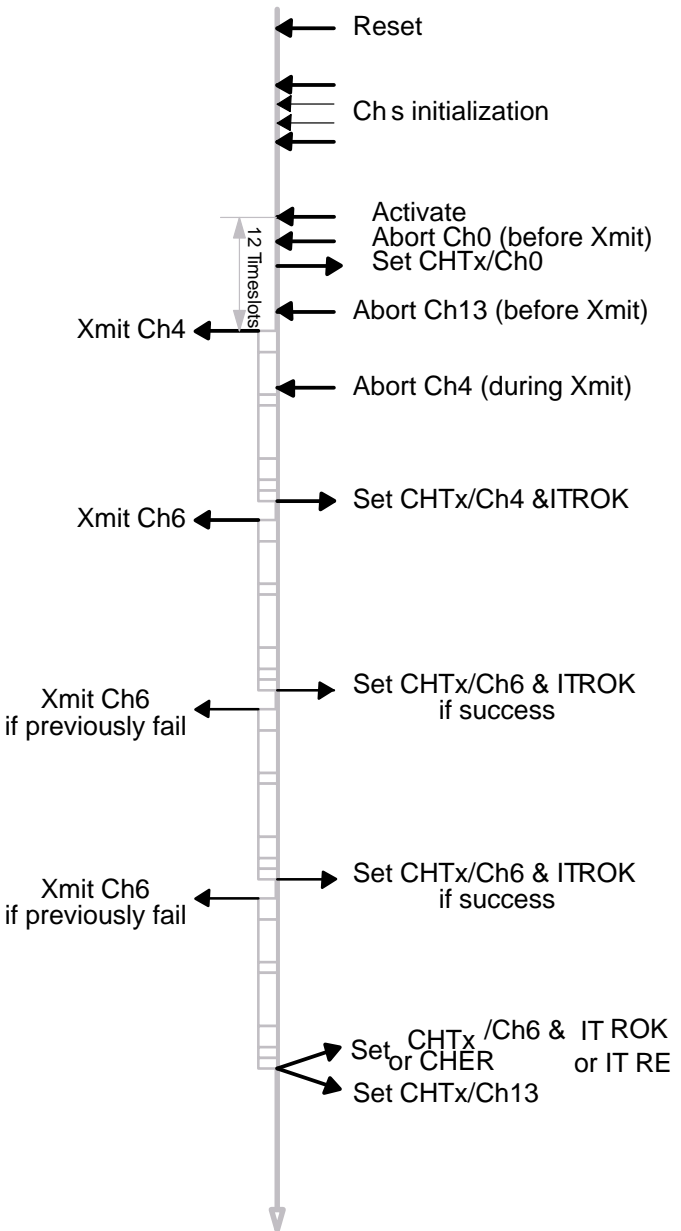 Reset
Chs initialization
Activate
Abort Ch0 (before Xmit)
Set CHTx/Ch0
12 Timeslots
Abort Ch13 (before Xmit)
Xmit Ch4
Abort Ch4 (during Xmit)
Set CHTx/Ch4 &ITROK
Xmit Ch6
Set CHTx/Ch6 & ITROK
if success
Xmit Ch6
if previously fail
Set CHTx/Ch6 & ITROK
if success
Xmit Ch6
if previously fail
Set CHTx /Ch6 & IT ROK
or CHER or IT RE
Set CHTx/Ch13